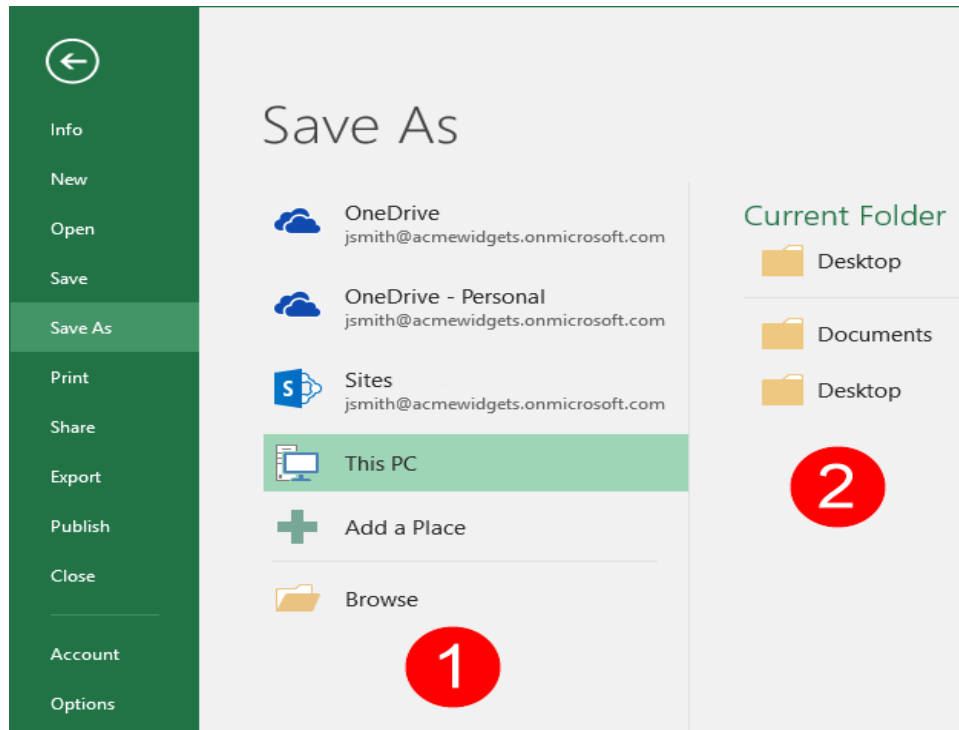 Info
New
Open
Save
Save As
Print
Share
Export
Publish
Close
Account
Options
Save As
OneDrive
jsmith@acmewidgets.onmicrosoft.com
OneDrive - Personal
jsmith@acmewidgets.onmicrosoft.com
S
Sites
jsmith@acmewidgets.onmicrosoft.com
This PC
Add a Place
Browse
1
Current Folder
Desktop
Documents
Desktop
2